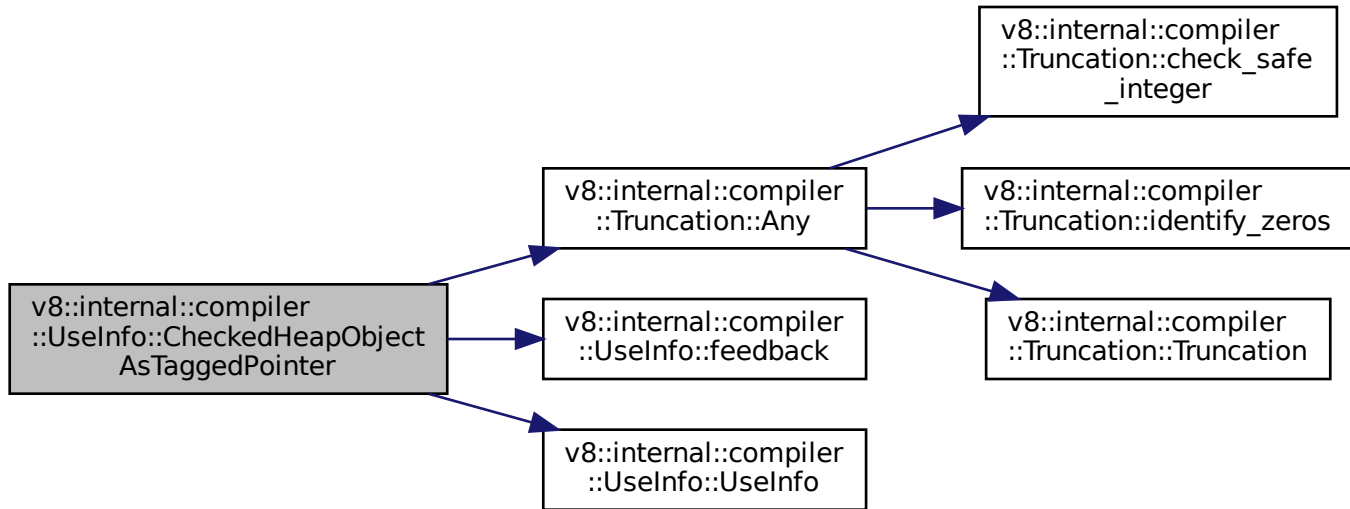 v8::internal::compiler
::UseInfo::CheckedHeapObject
AsTaggedPointer
v8::internal::compiler
::Truncation::Any
v8::internal::compiler
::UseInfo::feedback
v8::internal::compiler
::UseInfo::UseInfo
v8::internal::compiler
::Truncation::check_safe
_integer
v8::internal::compiler
::Truncation::identify_zeros
v8::internal::compiler
::Truncation::Truncation